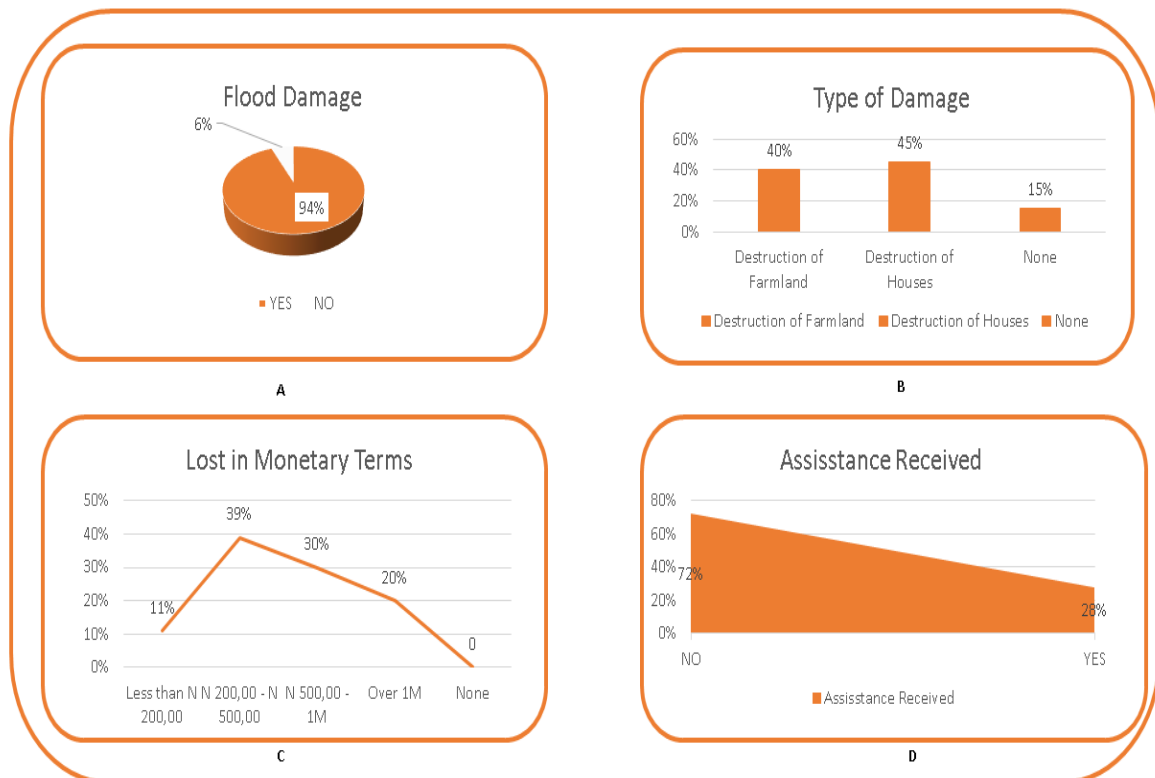 Flood Damage
6%
94%
YES NO
A
Type of Damage
60%
40%
20%
0%
40%
45%
15%
Destruction of
Farmland
Destruction of
Houses
None
Destruction of Farmland Destruction of Houses None
B
Lost in Monetary Terms
50%
40%
30%
20%
10%
0%
11%
39%
30%
20%
0
Less than N
200,00
N 200,00 - N
500,00
N 500,00 -
1M
Over 1M
None
C
Assisstance Received
80%
60%
40%
20%
0%
72%
28%
NO
YES
Assisstance Received
D